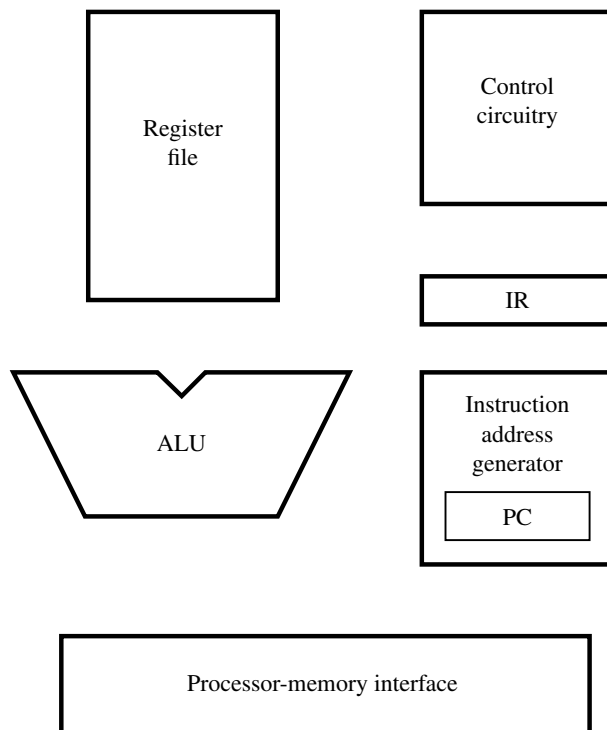 Register
file
Control
circuitry
IR
ALU
Instruction
address
generator
PC
Processor-memory interface